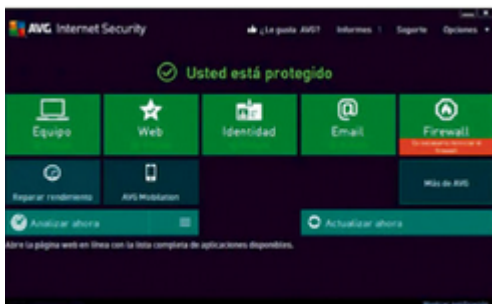 AVG Internet Security
¿Le gusta AVG? Informes 1 Soporte Opciones
Usted está protegido
Equipo Web Identidad Email Firewall
Reparar rendimiento AVG Mobilation Más de AVG
Analizar ahora Actualizar ahora
Abre la página web en línea con la lista completa de aplicaciones disponibles.